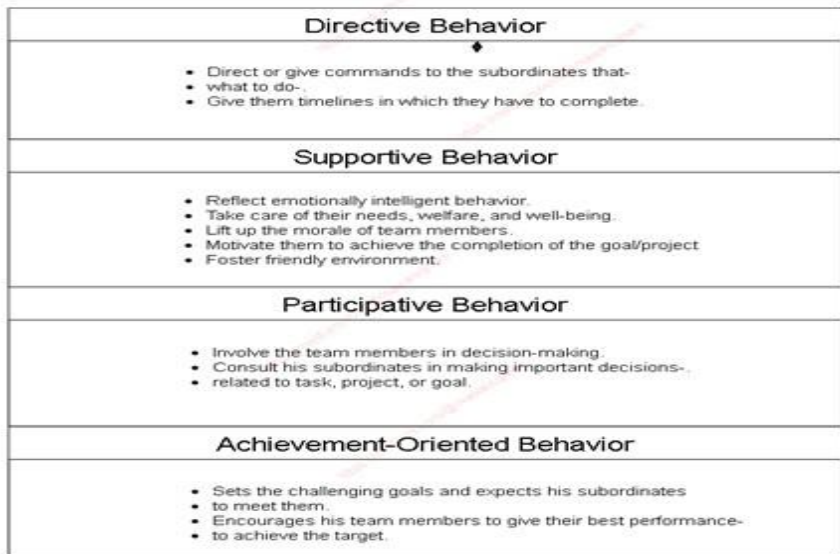 Directive Behavior
• Direct or give commands to the subordinates that-
• what to do-.
• Give them timelines in which they have to complete.
Supportive Behavior
• Reflect emotionally intelligent behavior.
• Take care of their needs, welfare, and well-being.
• Lift up the morale of team members.
• Motivate them to achieve the completion of the goal/project
• Foster friendly environment.
Participative Behavior
• Involve the team members in decision-making.
• Consult his subordinates in making important decisions-.
• related to task, project, or goal.
Achievement-Oriented Behavior
• Sets the challenging goals and expects his subordinates
• to meet them.
• Encourages his team members to give their best performance-
• to achieve the target.